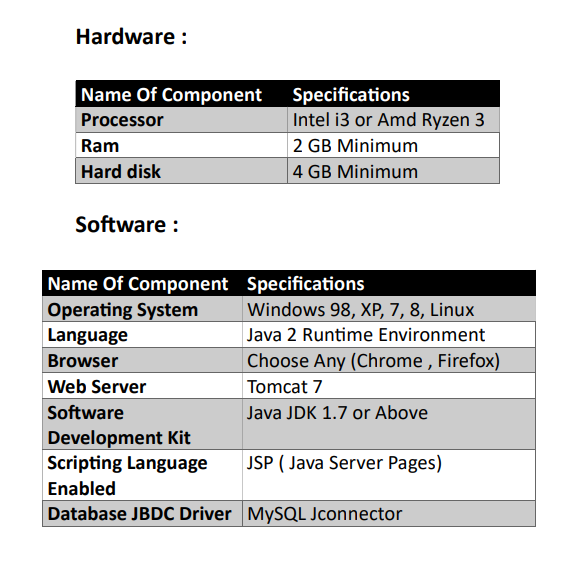 Hardware :
Name Of Component Specifications
Processor Intel i3 or Amd Ryzen 3
Ram 2 GB Minimum
Hard disk 4 GB Minimum
Software :
Name Of Component Specifications
Operating System Windows 98, XP, 7, 8, Linux
Language Java 2 Runtime Environment
Browser Choose Any (Chrome , Firefox)
Web Server Tomcat 7
Software Java JDK 1.7 or Above
Development Kit
Scripting Language JSP ( Java Server Pages)
Enabled
Database JBDC Driver MySQL Jconnector